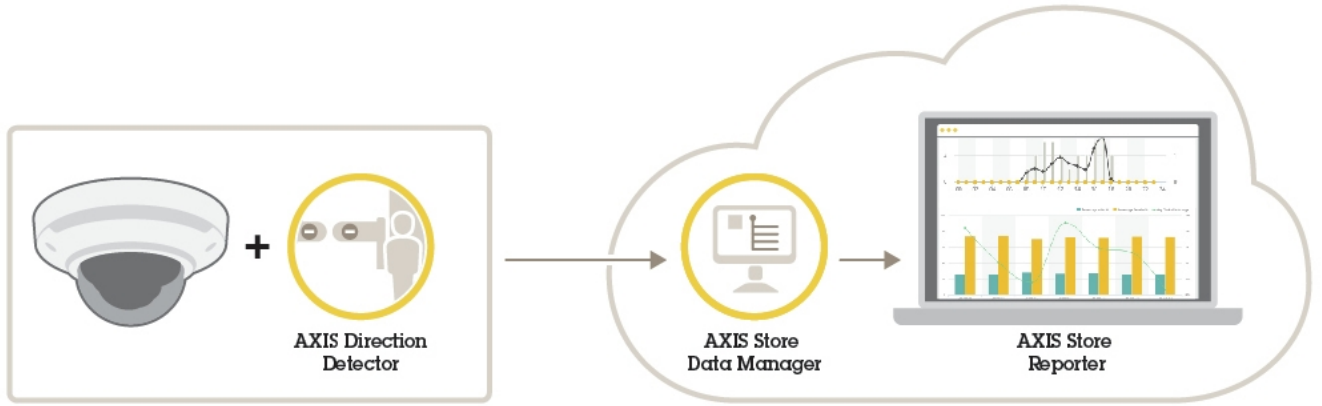 AXIS Direction
Detector
AXIS Store
Data Manager
AXIS Store
Reporter